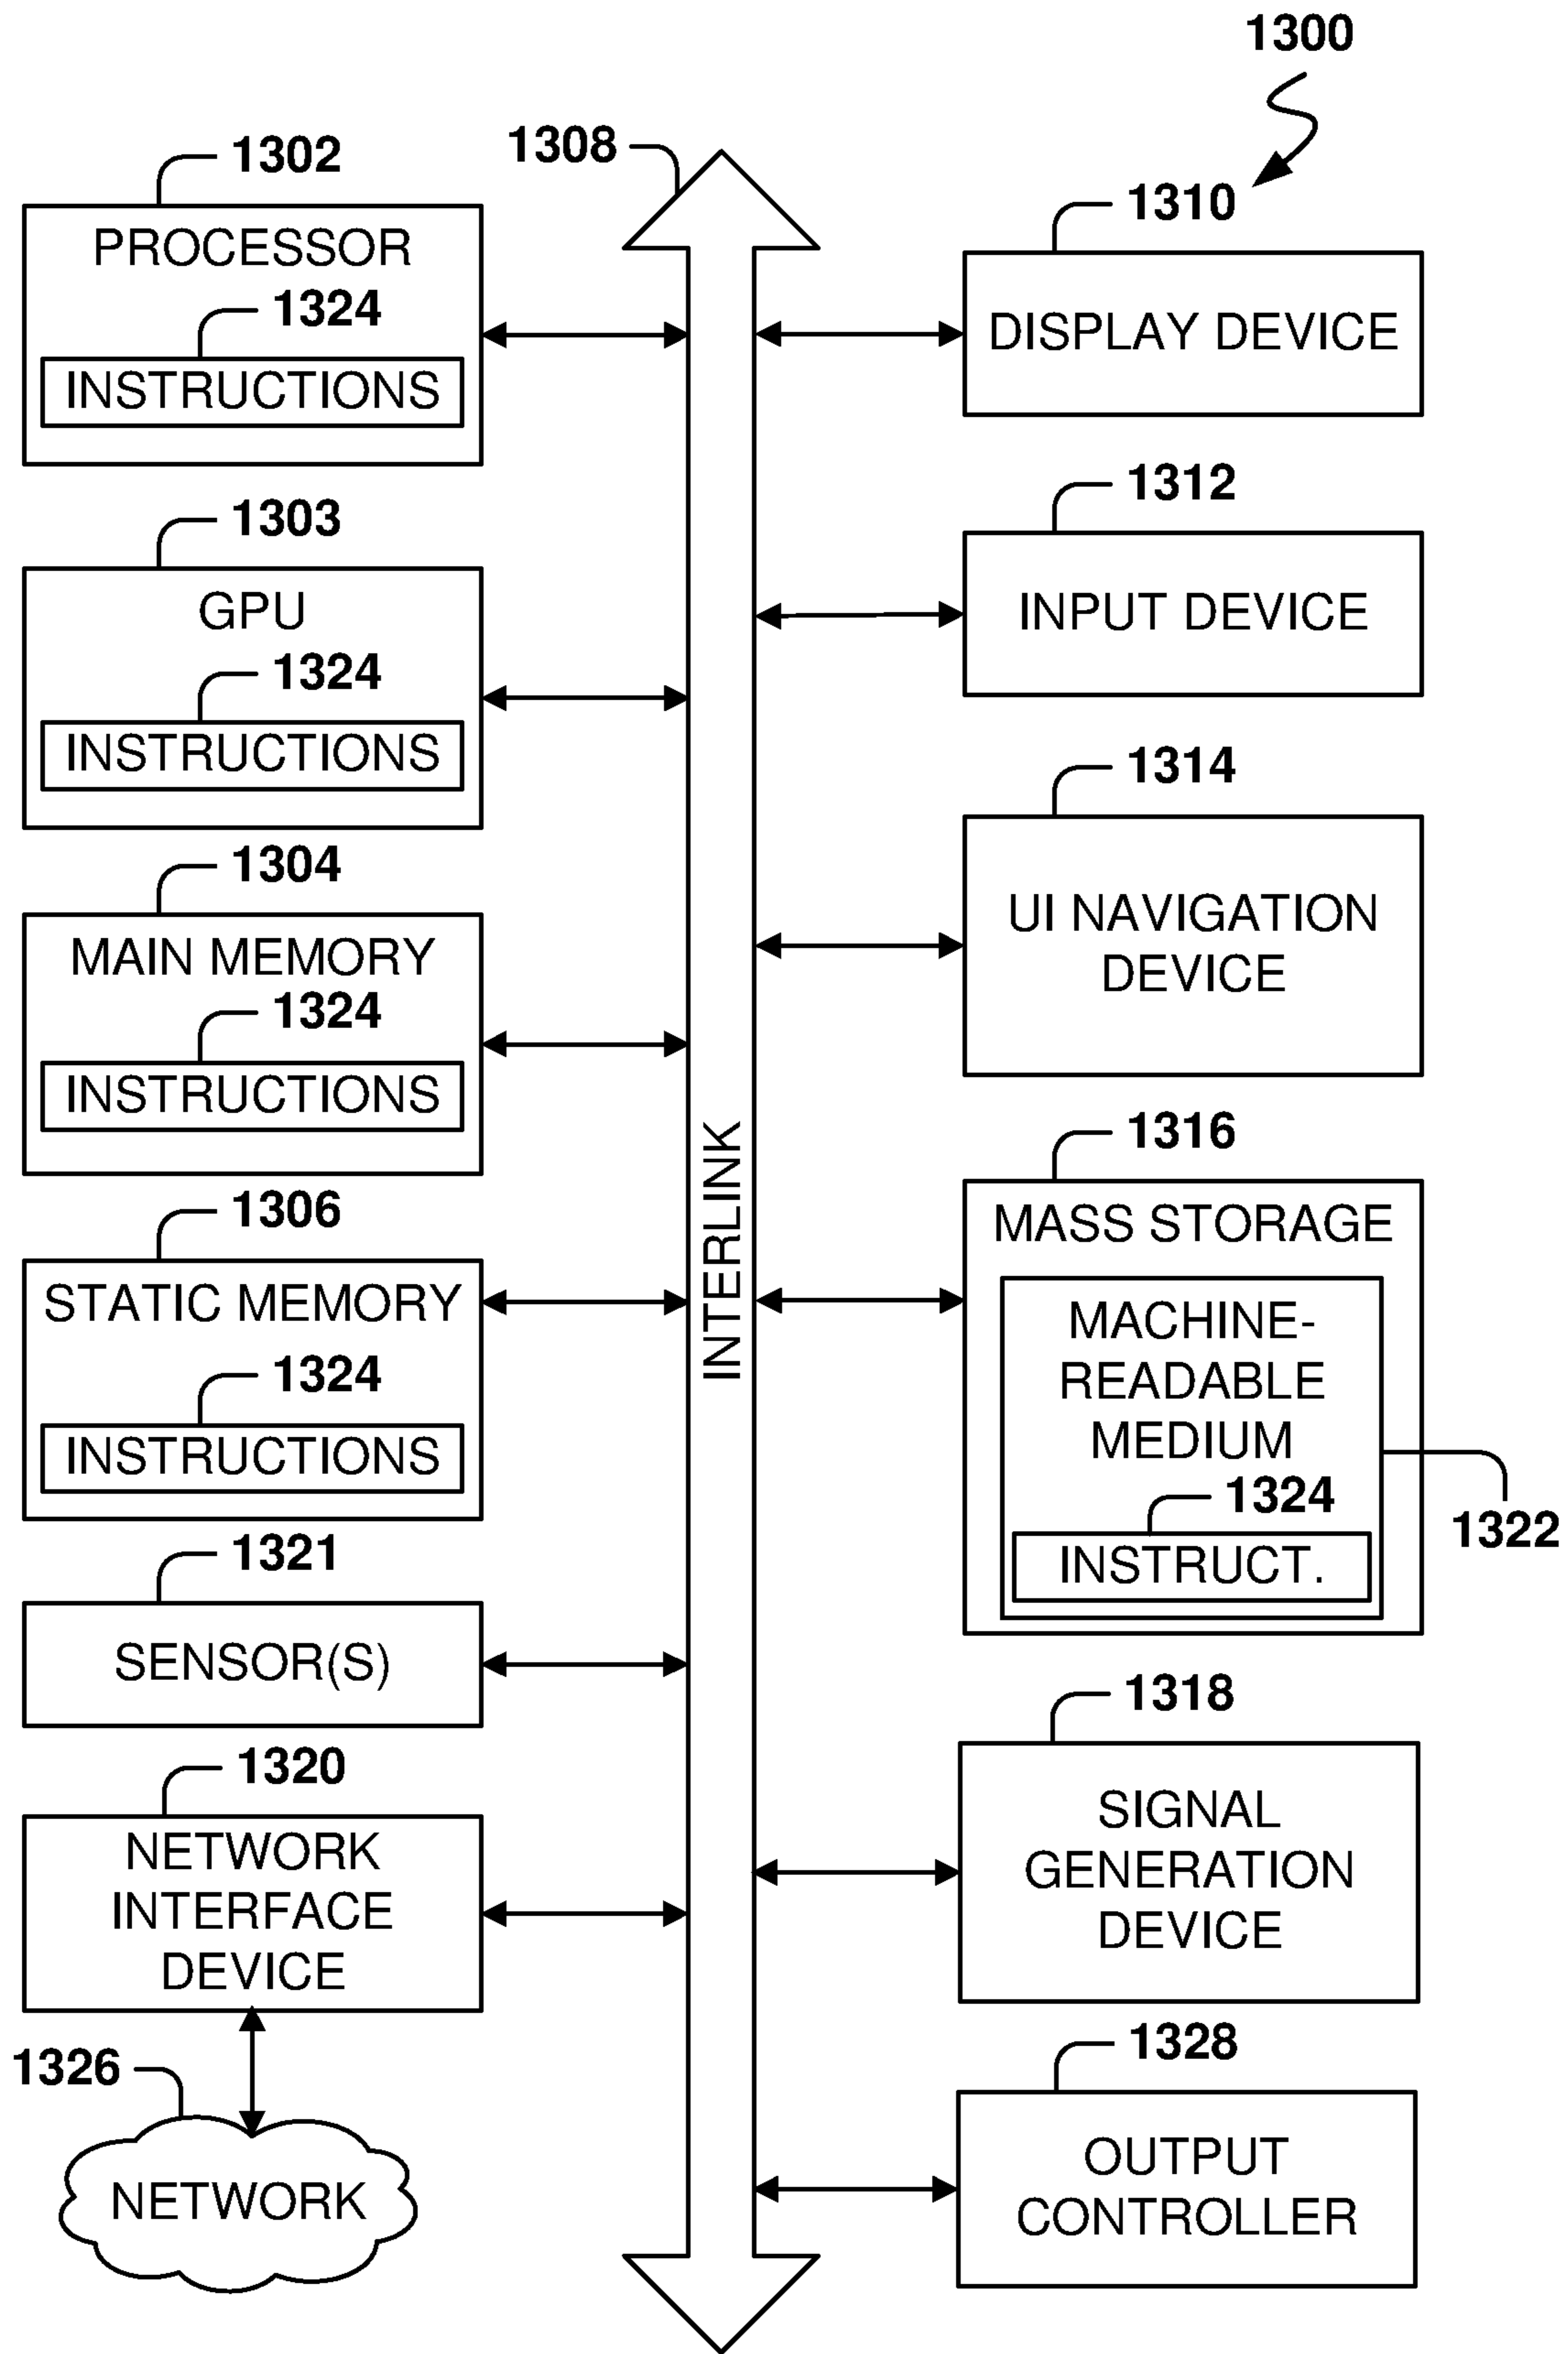 1300
1302
PROCESSOR
1324
INSTRUCTIONS
1303
GPU
1324
INSTRUCTIONS
1304
MAIN MEMORY
1324
INSTRUCTIONS
1306
STATIC MEMORY
1324
INSTRUCTIONS
1321
SENSOR(S)
1320
NETWORK
INTERFACE
DEVICE
1326
NETWORK
1308
INTERLINK
1310
DISPLAY DEVICE
1312
INPUT DEVICE
1314
UI NAVIGATION
DEVICE
1316
MASS STORAGE
MACHINE-
READABLE
MEDIUM
1324
INSTRUCT.
1322
1318
SIGNAL
GENERATION
DEVICE
1328
OUTPUT
CONTROLLER